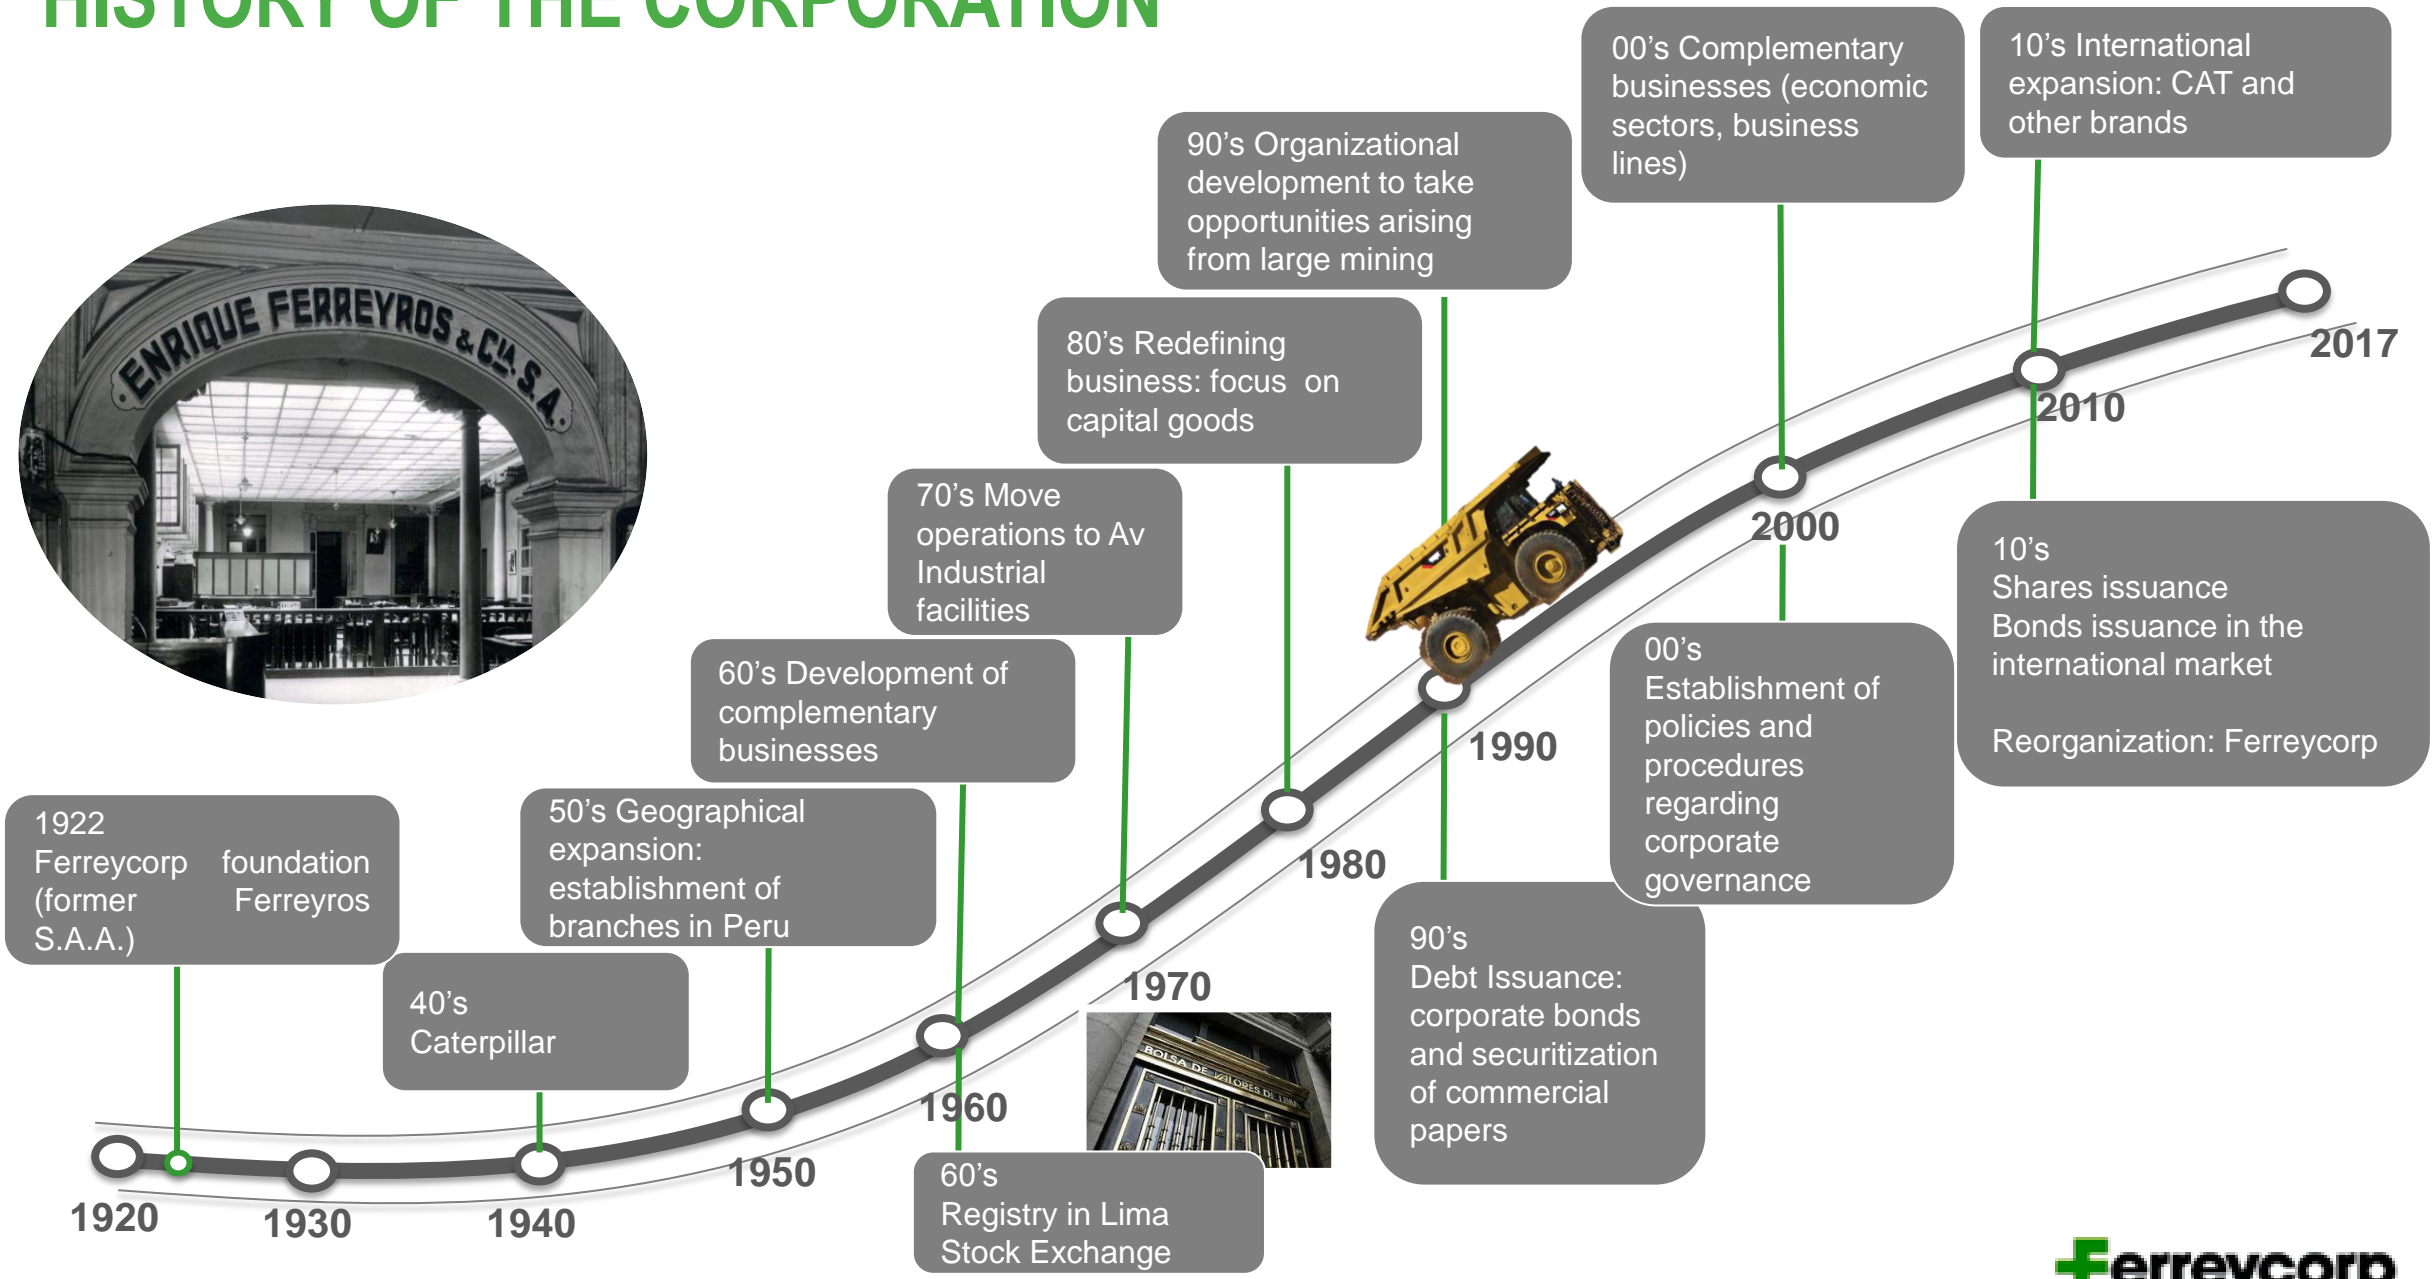 HISTORY OF THE CORPORATION
00's Complementary
businesses (economic
sectors, business
lines)
10's International
expansion: CAT and
other brands
90's Organizational
development to take
opportunities arising
from large mining
ENRIQUE FERREYROS & CIA. S.A.
80's Redefining
business: focus on
capital goods
2017
2010
70's Move
operations to Av
Industrial
facilities
2000
10's
Shares issuance
Bonds issuance in the
international market
Reorganization: Ferreycorp
60's Development of
complementary
businesses
00's
Establishment of
policies and
procedures
regarding
corporate
governance
1990
1922
Ferreycorp foundation
(former Ferreyros
S.A.A.)
50's Geographical
expansion:
establishment of
branches in Peru
1980
90's
Debt Issuance:
corporate bonds
and securitization
of commercial
papers
40's
Caterpillar
1970
BOLSA DE VALORES DE LIMA
1960
1950
60's
Registry in Lima
Stock Exchange
1920
1930
1940
Ferreycorp